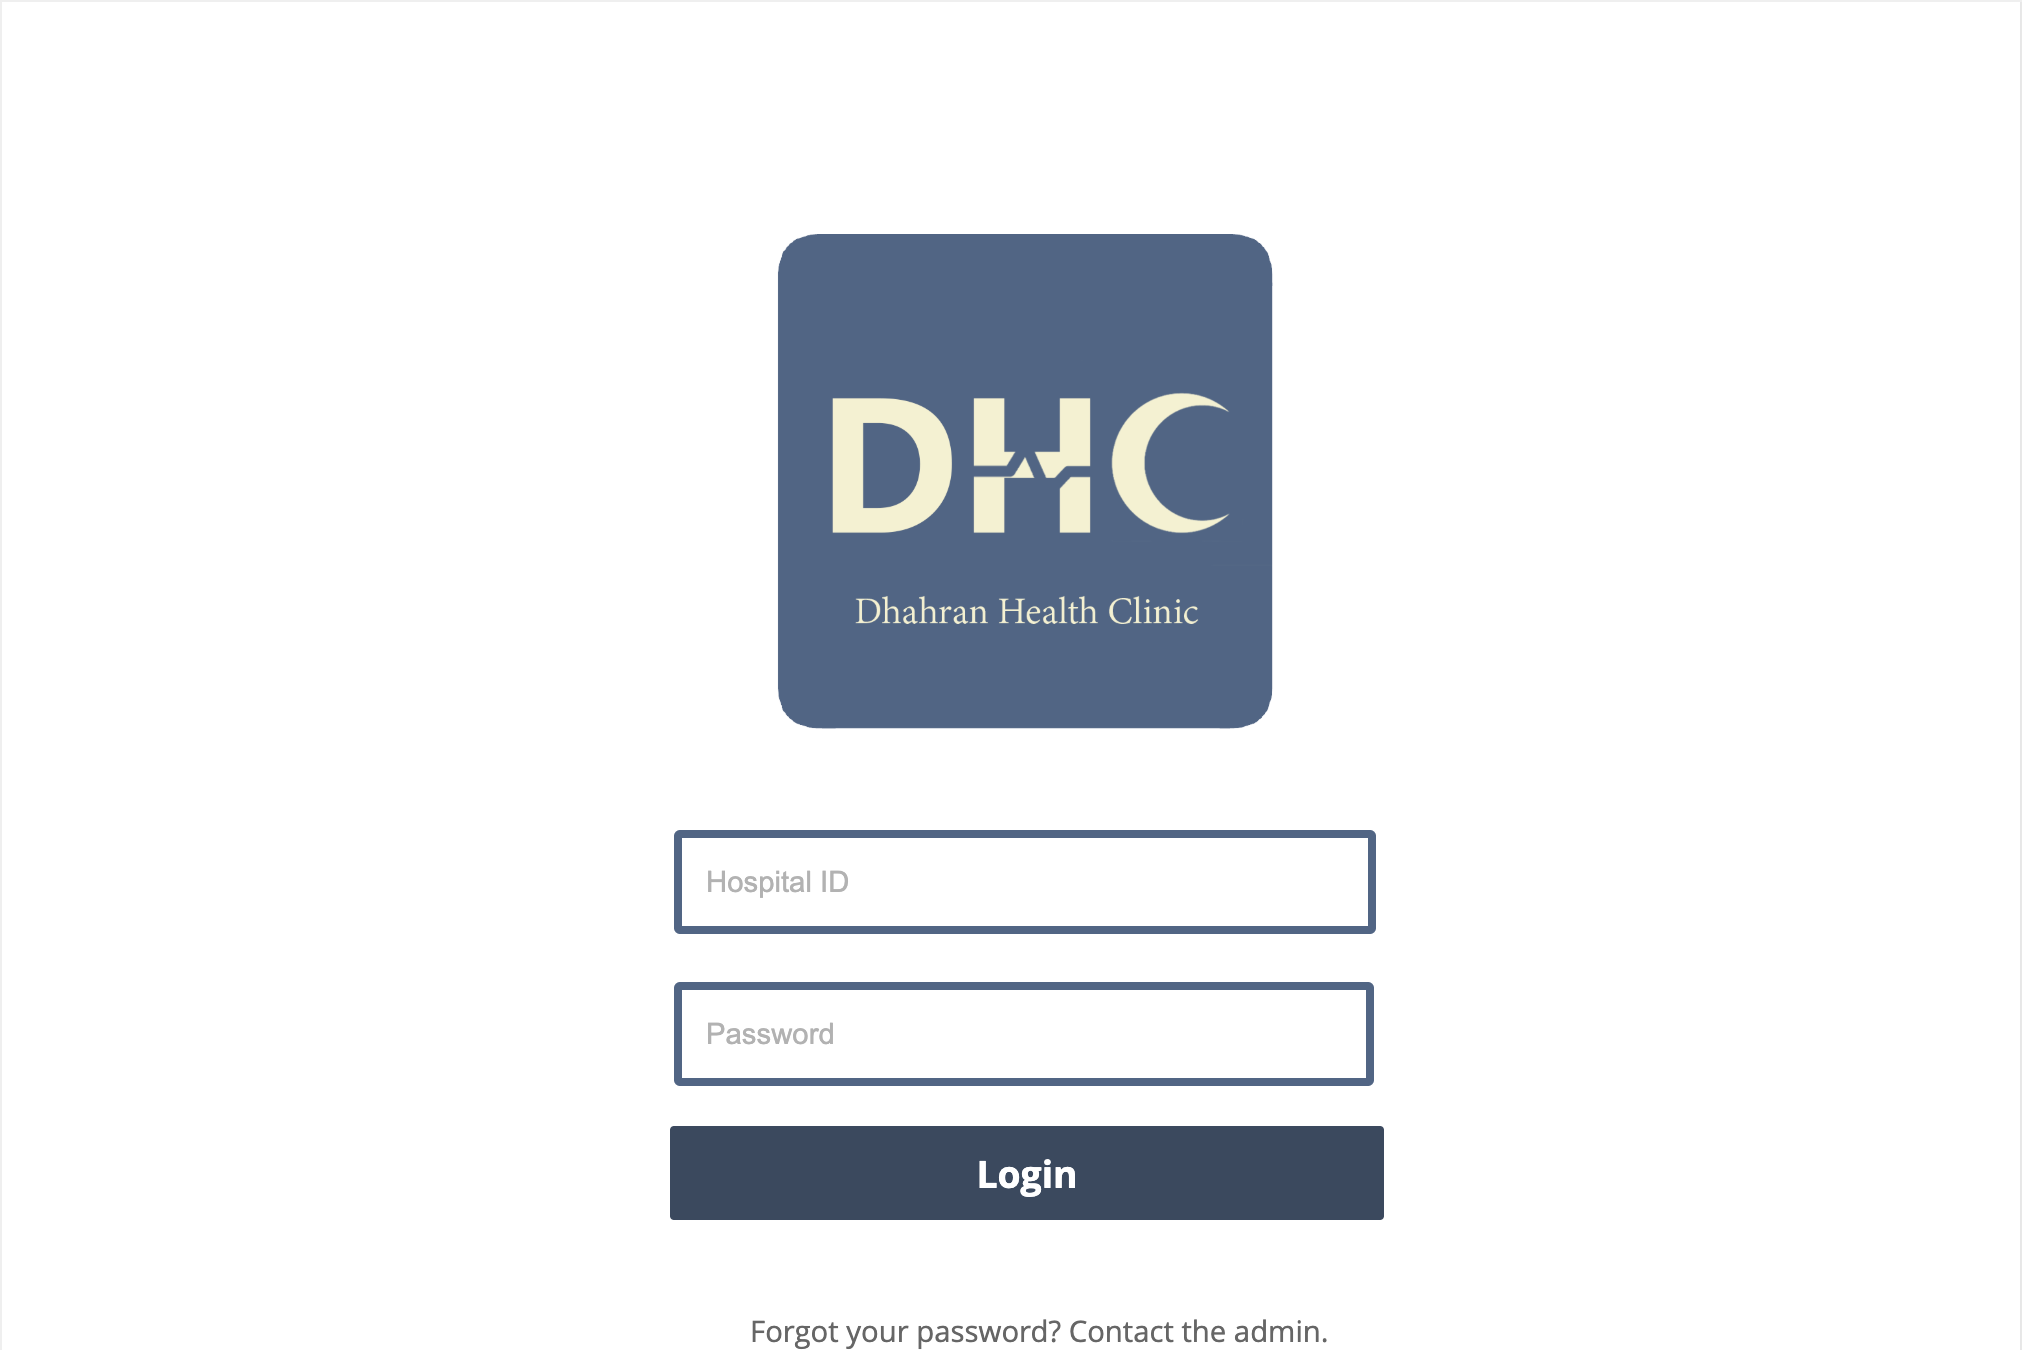 DHC
Dhahran Health Clinic
Hospital ID
Password
Login
Forgot your password? Contact the admin.